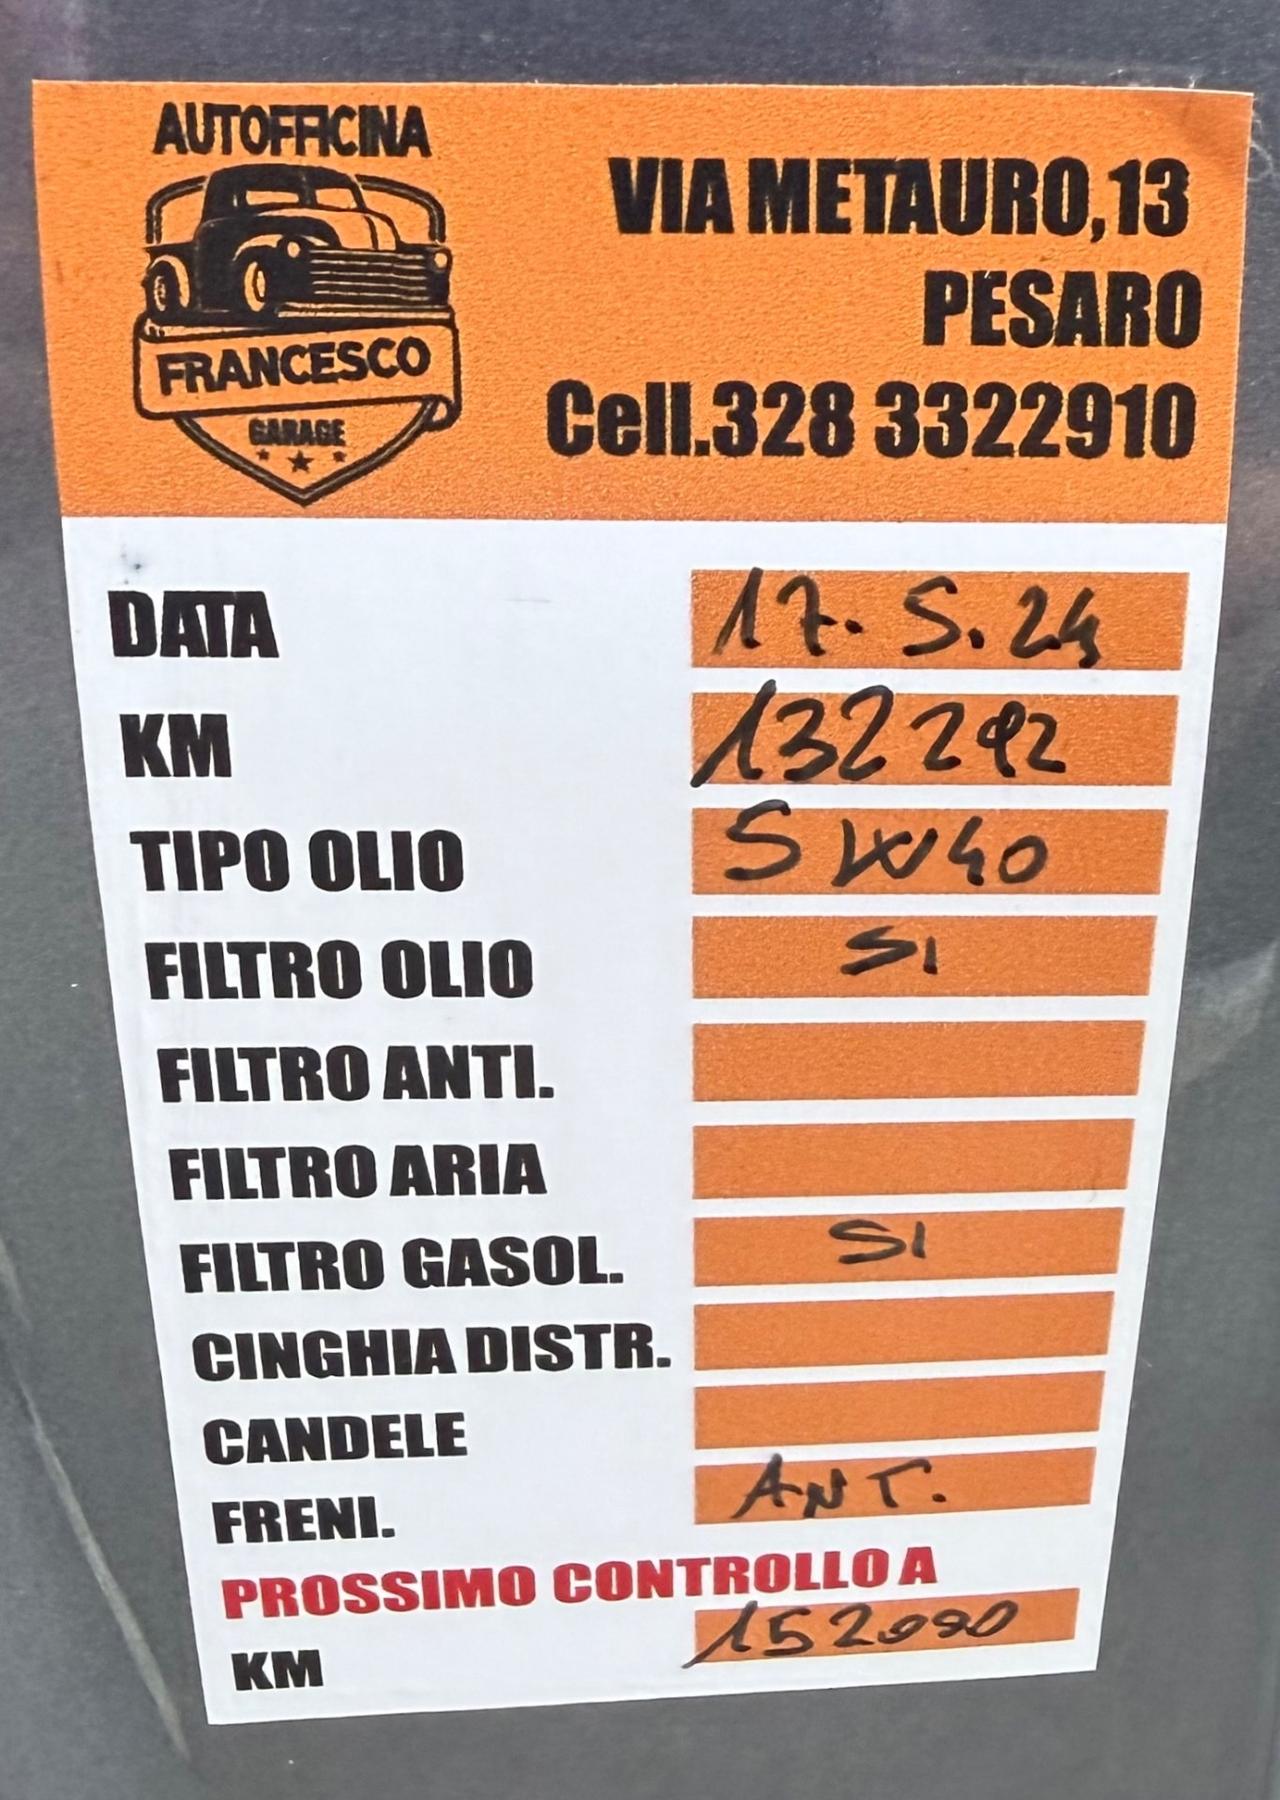 AUTOFFICINA
FRANCESCO
GARAGE
VIA METAURO,13
PESARO
Cell.328 3322910
DATA 17.5.24
KM 132292
TIPO OLIO 5W40
FILTRO OLIO SI
FILTRO ANTI.
FILTRO ARIA
FILTRO GASOL. SI
CINGHIA DISTR.
CANDELE
FRENI. ANT.
PROSSIMO CONTROLLO A
KM 152000